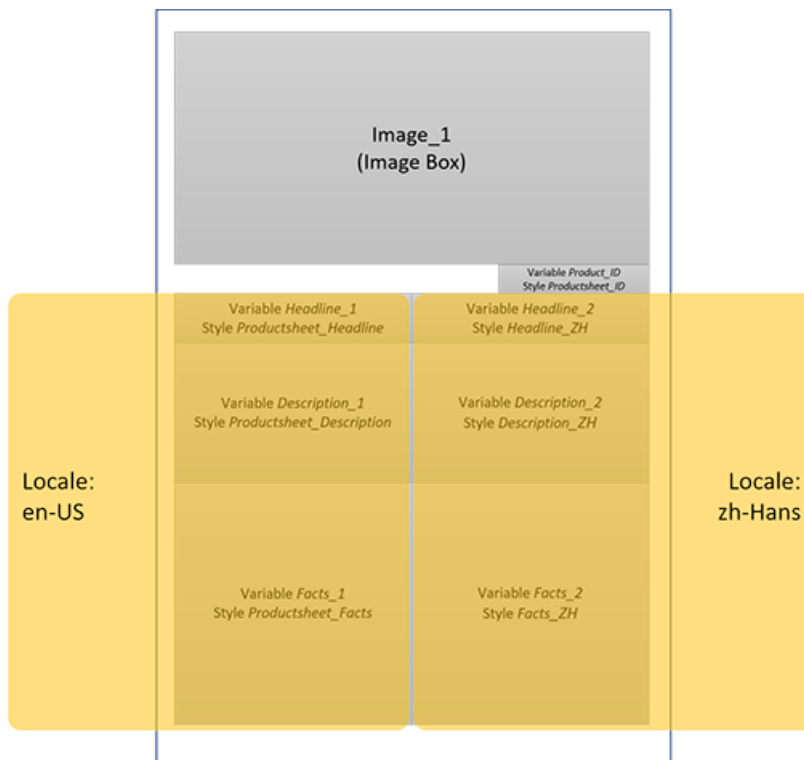 Image_1
(Image Box)
Variable Product_ID
Style Productsheet_ID
Variable Headline_1
Style Productsheet_Headline
Variable Headline_2
Style Headline_ZH
Variable Description_1
Style Productsheet_Description
Variable Description_2
Style Description_ZH
Locale:
en-US
Locale:
zh-Hans
Variable Facts_1
Style Productsheet_Facts
Variable Facts_2
Style Facts_ZH